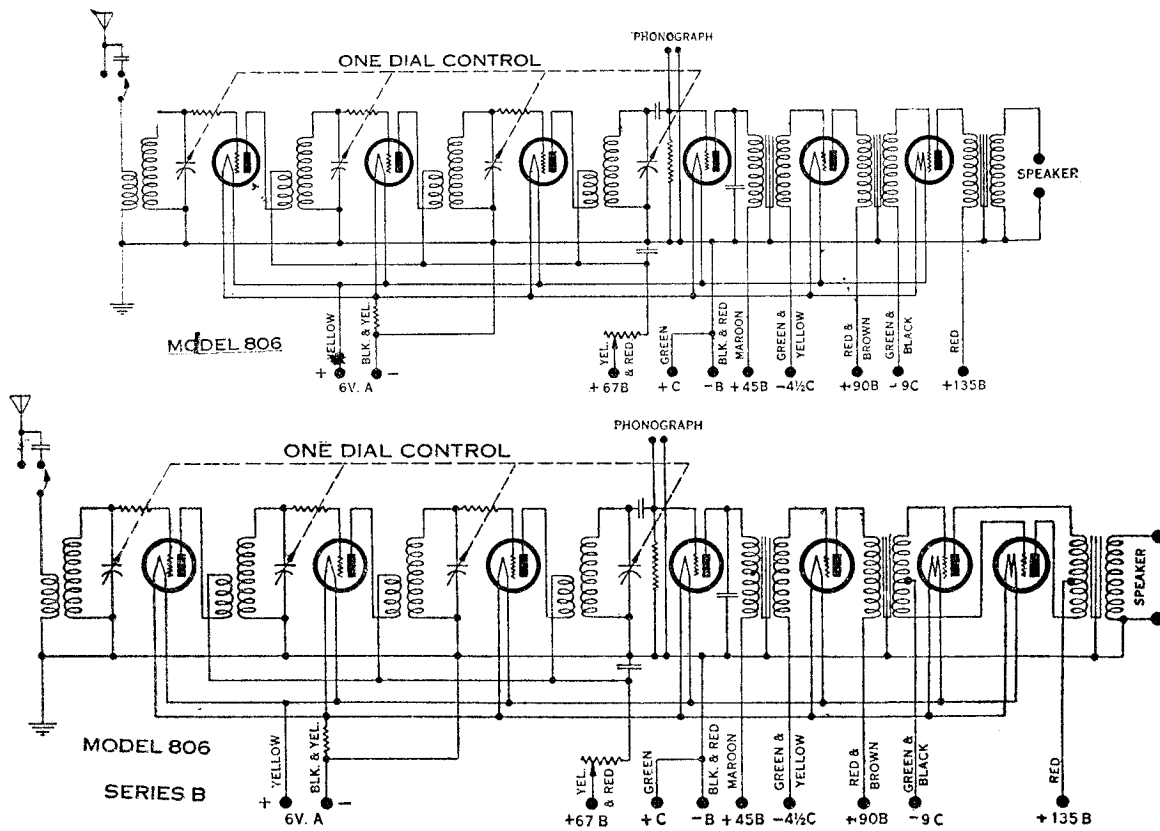 PHONOGRAPH
ONE DIAL CONTROL
SPEAKER
MODEL 806
YELLOW
BLK. & YEL.
YEL. & RED
GREEN
BLK. & RED
MAROON
GREEN & YELLOW
RED & BROWN
GREEN & BLACK
RED
+ -
6V. A
+67B
+C
-B
+45B
-4½C
+90B
-9C
+135B
PHONOGRAPH
ONE DIAL CONTROL
SPEAKER
MODEL 806
SERIES B
YELLOW
BLK. & YEL.
YEL. & RED
GREEN
BLK. & RED
MAROON
GREEN & YELLOW
RED & BROWN
GREEN & BLACK
RED
+ -
6V. A
+67B
+C
-B
+45B
-4½C
+90B
-9C
+135B